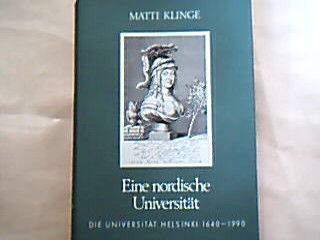 MATTI KLINGE
Eine nordische
Universität
DIE UNIVERSITÄT HELSINKI 1640–1990